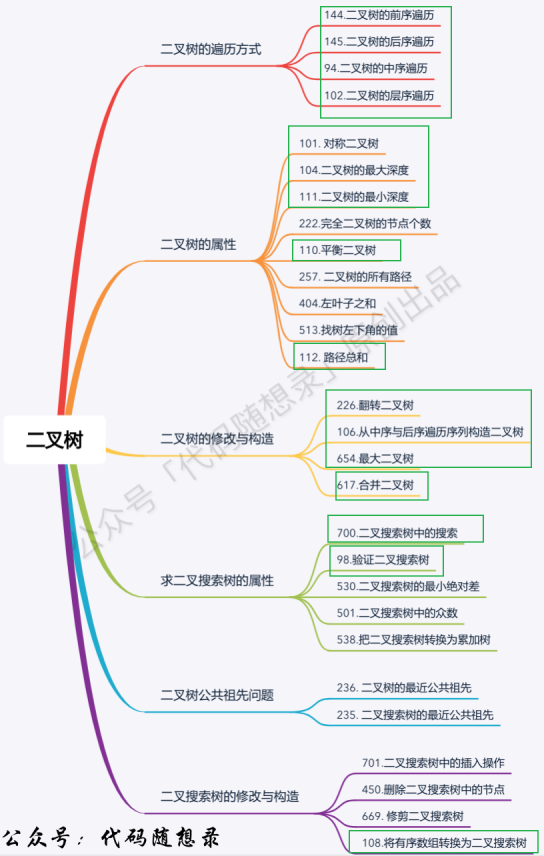 二叉树
二叉树的遍历方式
144.二叉树的前序遍历
145.二叉树的后序遍历
94.二叉树的中序遍历
102.二叉树的层序遍历
二叉树的属性
101. 对称二叉树
104.二叉树的最大深度
111.二叉树的最小深度
222.完全二叉树的节点个数
110.平衡二叉树
257. 二叉树的所有路径
404.左叶子之和
513.找树左下角的值
112. 路径总和
二叉树的修改与构造
226.翻转二叉树
106.从中序与后序遍历序列构造二叉树
654.最大二叉树
617.合并二叉树
求二叉搜索树的属性
700.二叉搜索树中的搜索
98.验证二叉搜索树
530.二叉搜索树的最小绝对差
501.二叉搜索树中的众数
538.把二叉搜索树转换为累加树
二叉树公共祖先问题
236. 二叉树的最近公共祖先
235. 二叉搜索树的最近公共祖先
二叉搜索树的修改与构造
701.二叉搜索树中的插入操作
450.删除二叉搜索树中的节点
669. 修剪二叉搜索树
108.将有序数组转换为二叉搜索树
公众号「代码随想录」原创出品
公众号：代码随想录